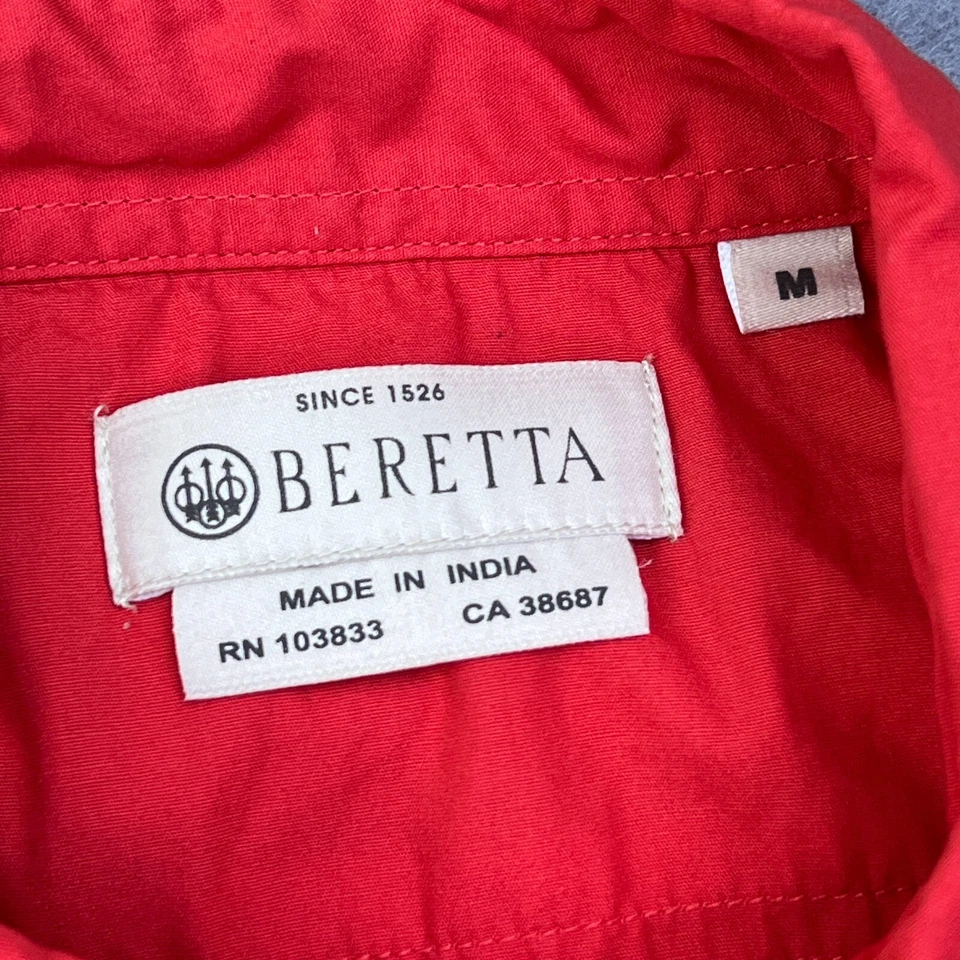 M
SINCE 1526
BERETTA
MADE IN INDIA
RN 103833 CA 38687